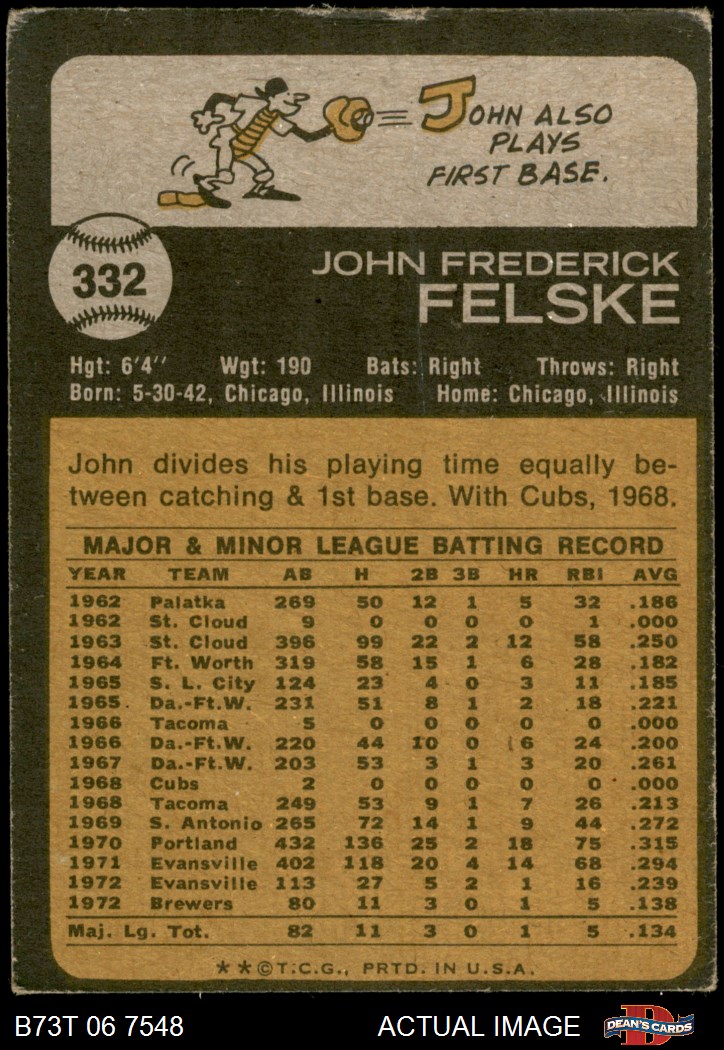 JOHN ALSO
PLAYS
FIRST BASE.
332
JOHN FREDERICK
FELSKE
Hgt: 6'4" Wgt: 190 Bats: Right Throws: Right
Born: 5-30-42, Chicago, Illinois Home: Chicago, Illinois
John divides his playing time equally be-
tween catching & 1st base. With Cubs, 1968.
MAJOR & MINOR LEAGUE BATTING RECORD
YEAR TEAM AB H 2B 3B HR RBI AVG
1962 Palatka 269 50 12 1 5 32 .186
1962 St. Cloud 9 0 0 0 0 1 .000
1963 St. Cloud 396 99 22 2 12 58 .250
1964 Ft. Worth 319 58 15 1 6 28 .182
1965 S. L. City 124 23 4 0 3 11 .185
1965 Da.-Ft.W. 231 51 8 1 2 18 .221
1966 Tacoma 5 0 0 0 0 0 .000
1966 Da.-Ft.W. 220 44 10 0 6 24 .200
1967 Da.-Ft.W. 203 53 3 1 3 20 .261
1968 Cubs 2 0 0 0 0 0 .000
1968 Tacoma 249 53 9 1 7 26 .213
1969 S. Antonio 265 72 14 1 9 44 .272
1970 Portland 432 136 25 2 18 75 .315
1971 Evansville 402 118 20 4 14 68 .294
1972 Evansville 113 27 5 2 1 16 .239
1972 Brewers 80 11 3 0 1 5 .138
Maj. Lg. Tot. 82 11 3 0 1 5 .134
**©T.C.G., PRTD. IN U.S.A.
B73T 06 7548 ACTUAL IMAGE D DEAN'S CARDS